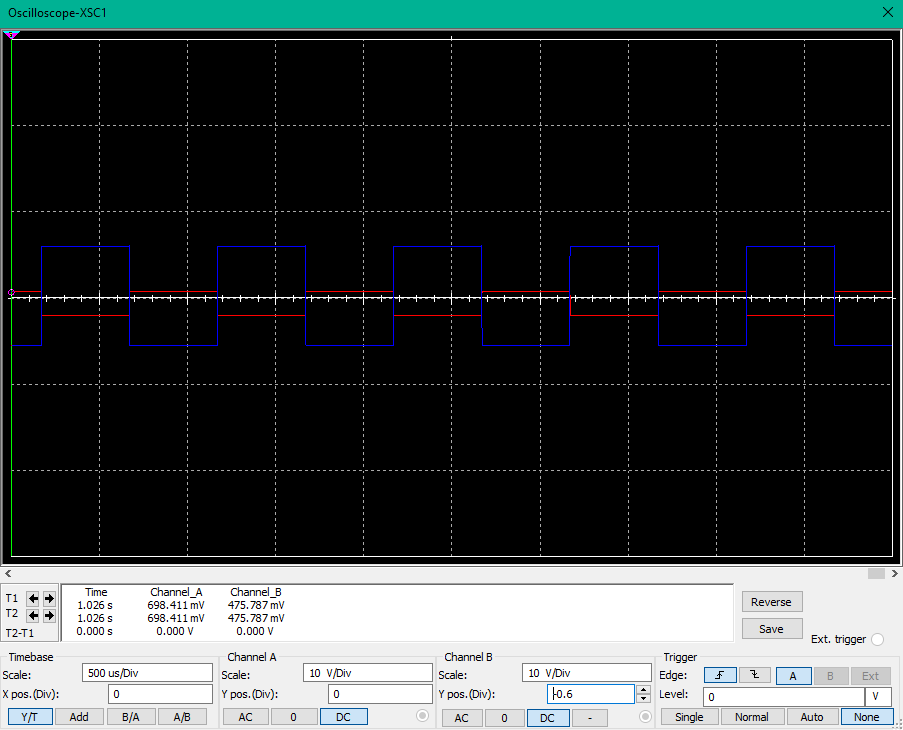 Oscilloscope-XSC1
Time Channel_A Channel_B
T1 1.026 s 698.411 mV 475.787 mV
T2 1.026 s 698.411 mV 475.787 mV
T2-T1 0.000 s 0.000 V 0.000 V
Reverse
Save
Ext. trigger
Timebase
Scale: 500 us/Div
X pos.(Div): 0
Y/T Add B/A A/B
Channel A
Scale: 10 V/Div
Y pos.(Div): 0
AC 0 DC
Channel B
Scale: 10 V/Div
Y pos.(Div): -0.6
AC 0 DC -
Trigger
Edge: A B Ext
Level: 0 V
Single Normal Auto None